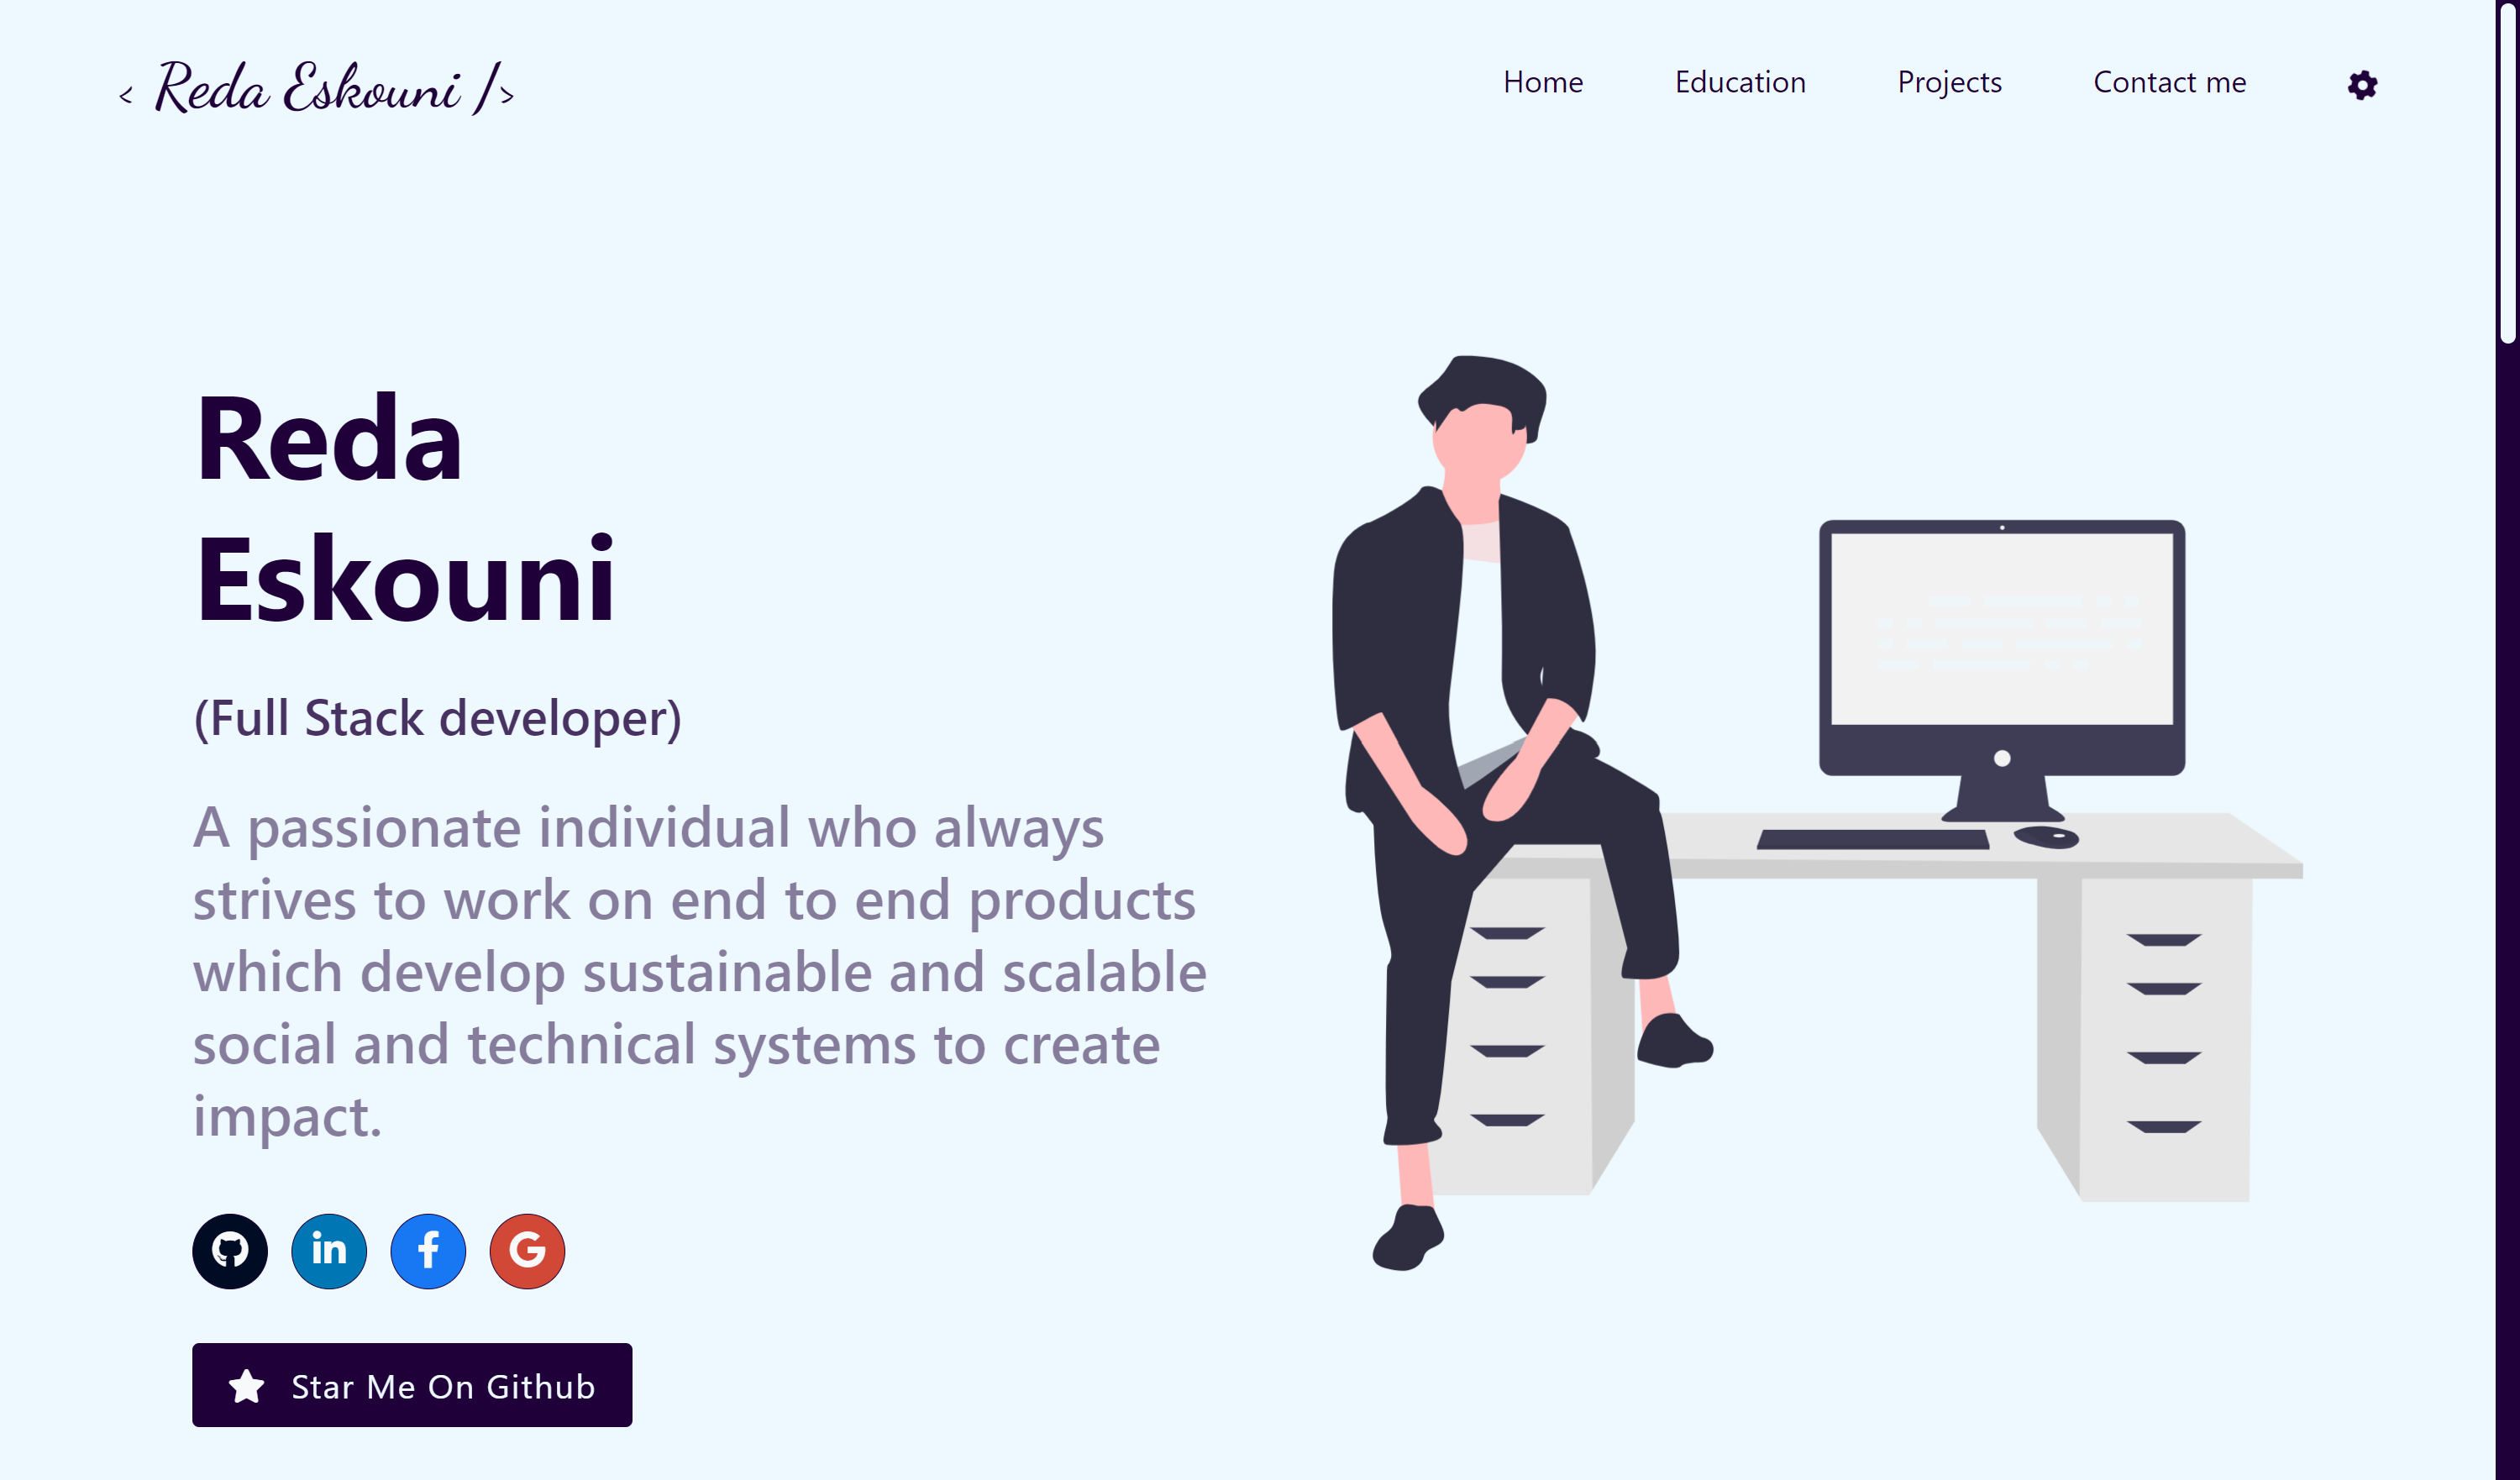 < Reda Eskouni />
Home Education Projects Contact me
Reda
Eskouni
(Full Stack developer)
A passionate individual who always
strives to work on end to end products
which develop sustainable and scalable
social and technical systems to create
impact.
in f G
Star Me On Github